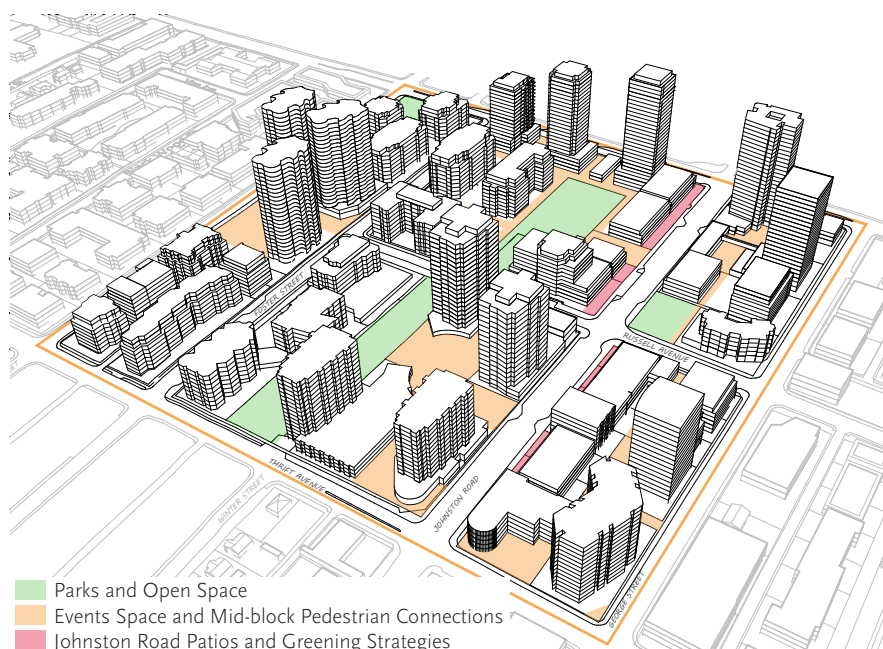 FOSTER STREET
RUSSELL AVENUE
THRIFT AVENUE
JOHNSTON ROAD
WINTER STREET
GEORGE STREET
Parks and Open Space
Events Space and Mid-block Pedestrian Connections
Johnston Road Patios and Greening Strategies